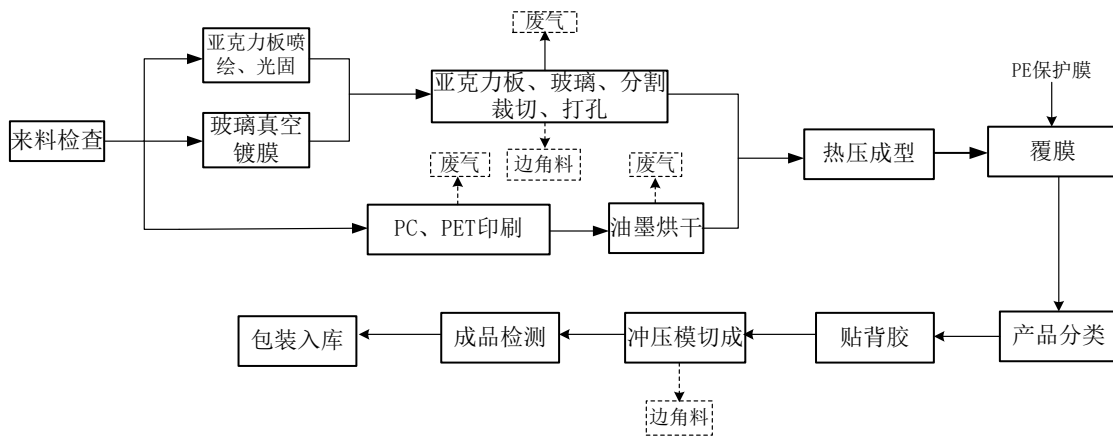 废气
亚克力板喷
绘、光固
PE保护膜
亚克力板、玻璃、分割
裁切、打孔
来料检查
玻璃真空
镀膜
热压成型
覆膜
废气
边角料
废气
PC、PET印刷
油墨烘干
包装入库
成品检测
冲压模切成
贴背胶
产品分类
边角料